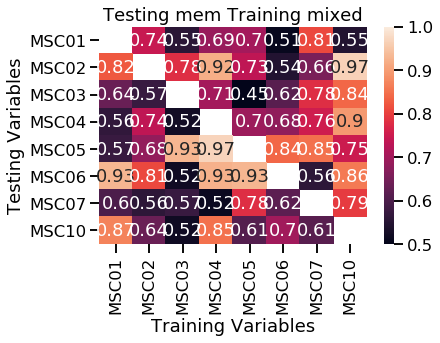 Testing mem Training mixed
Testing Variables
MSC01 0.74 0.55 0.69 0.7 0.51 0.81 0.55
MSC02 0.82 0.78 0.92 0.73 0.54 0.66 0.97
MSC03 0.64 0.57 0.71 0.45 0.62 0.78 0.84
MSC04 0.56 0.74 0.52 0.7 0.68 0.76 0.9
MSC05 0.57 0.68 0.93 0.97 0.84 0.85 0.75
MSC06 0.93 0.81 0.52 0.93 0.93 0.56 0.86
MSC07 0.6 0.56 0.57 0.52 0.78 0.62 0.79
MSC10 0.87 0.64 0.52 0.85 0.61 0.7 0.61
MSC01 MSC02 MSC03 MSC04 MSC05 MSC06 MSC07 MSC10
Training Variables
1.0
0.9
0.8
0.7
0.6
0.5